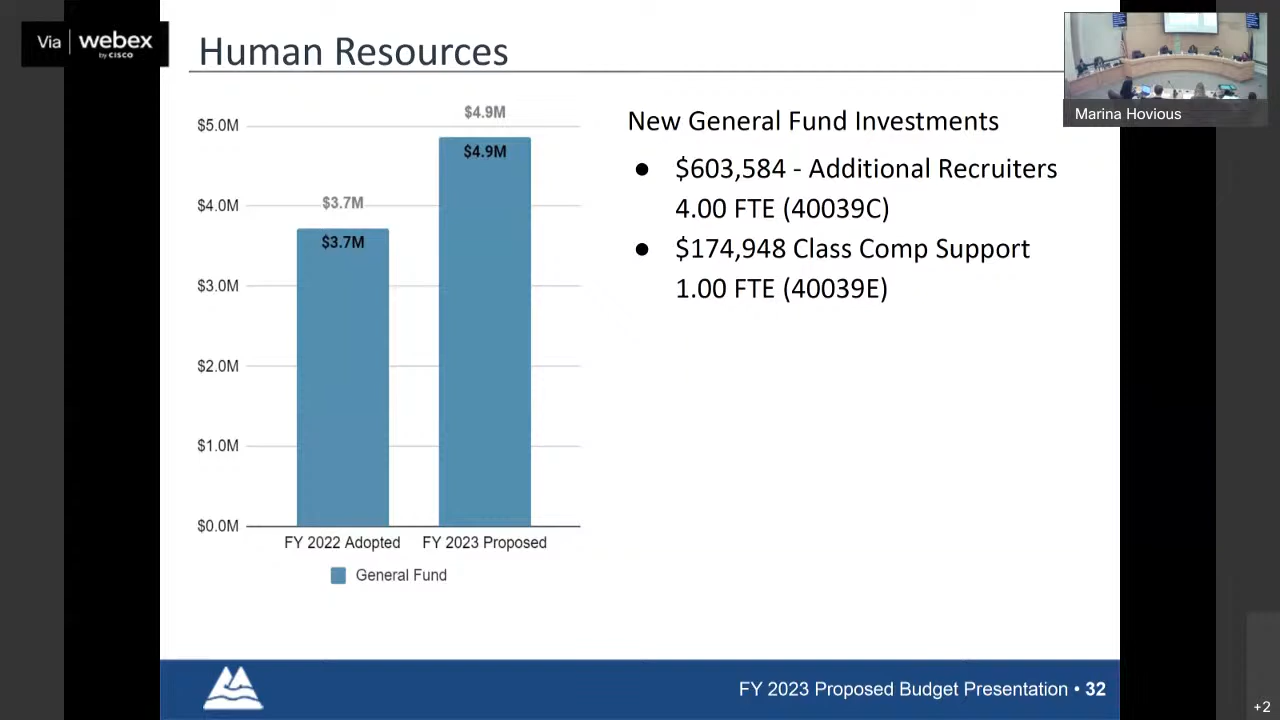 Via webex
by CISCO
Human Resources
Marina Hovious
$4.9M
$5.0M
$4.9M
$3.7M
$4.0M
$3.7M
$3.0M
$2.0M
$1.0M
$0.0M
FY 2022 Adopted FY 2023 Proposed
General Fund
New General Fund Investments
● $603,584 - Additional Recruiters
4.00 FTE (40039C)
● $174,948 Class Comp Support
1.00 FTE (40039E)
FY 2023 Proposed Budget Presentation • 32
+2